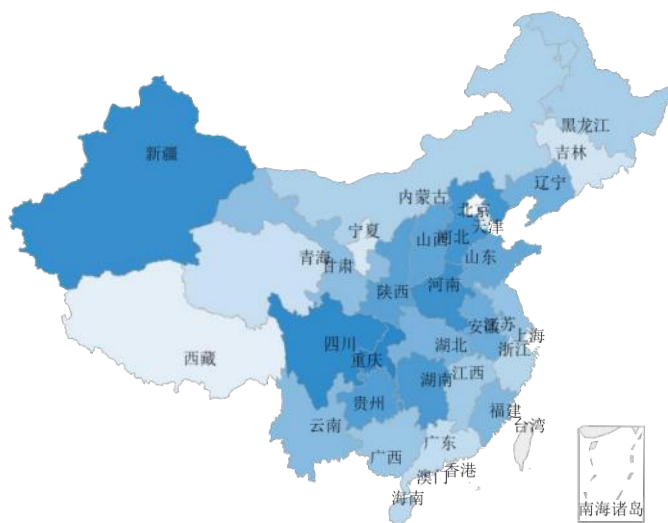 黑龙江
吉林
新疆
辽宁
内蒙古
北京
天津
宁夏
山西
河北
青海
甘肃
山东
陕西
河南
安徽
江苏
上海
四川
湖北
浙江
西藏
重庆
湖南
江西
贵州
福建
云南
台湾
广西
广东
澳门
香港
海南
南海诸岛